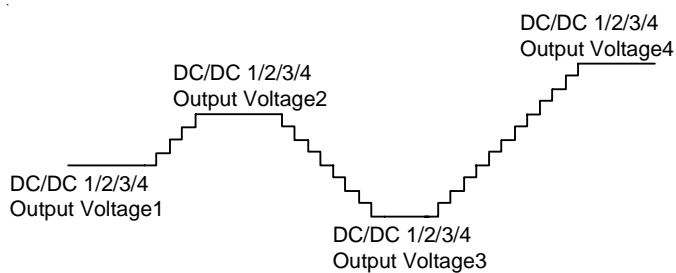 DC/DC 1/2/3/4
Output Voltage4
DC/DC 1/2/3/4
Output Voltage2
DC/DC 1/2/3/4
Output Voltage1
DC/DC 1/2/3/4
Output Voltage3